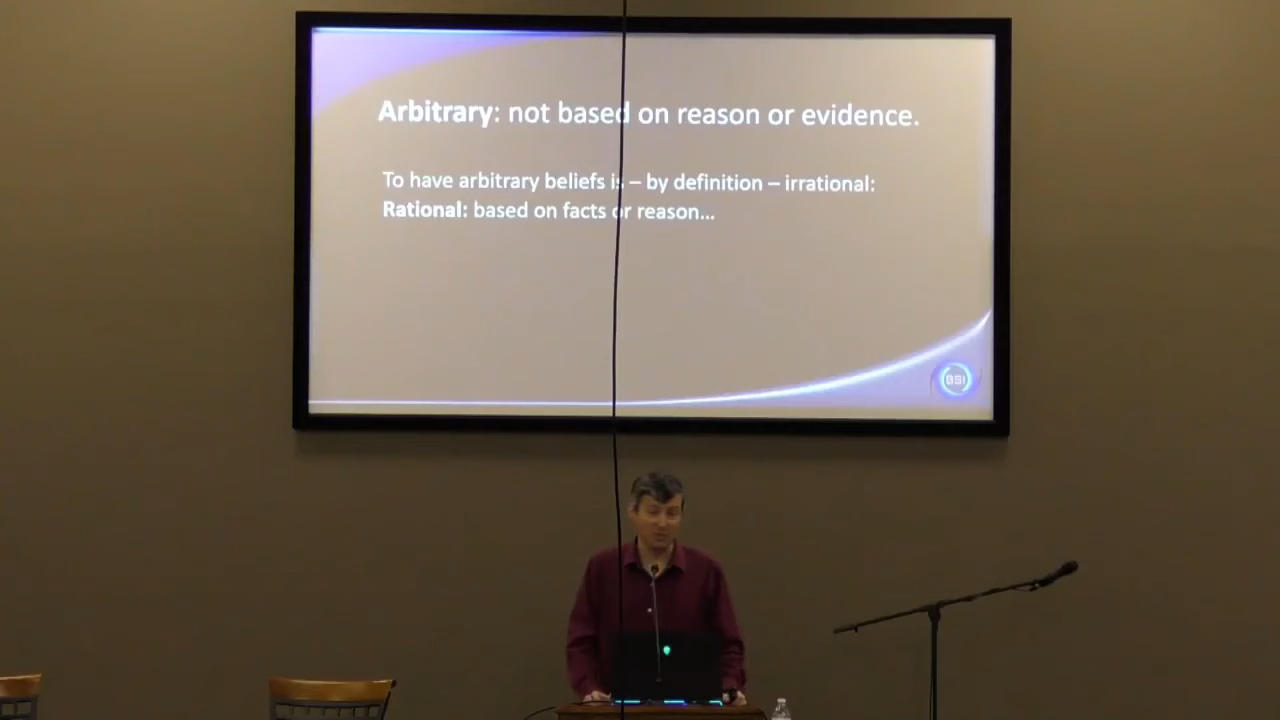 Arbitrary: not based on reason or evidence.
To have arbitrary beliefs is – by definition – irrational:
Rational: based on facts or reason...
BSI